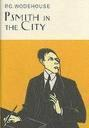 P.G. WODEHOUSE
PSMITH IN
THE CITY